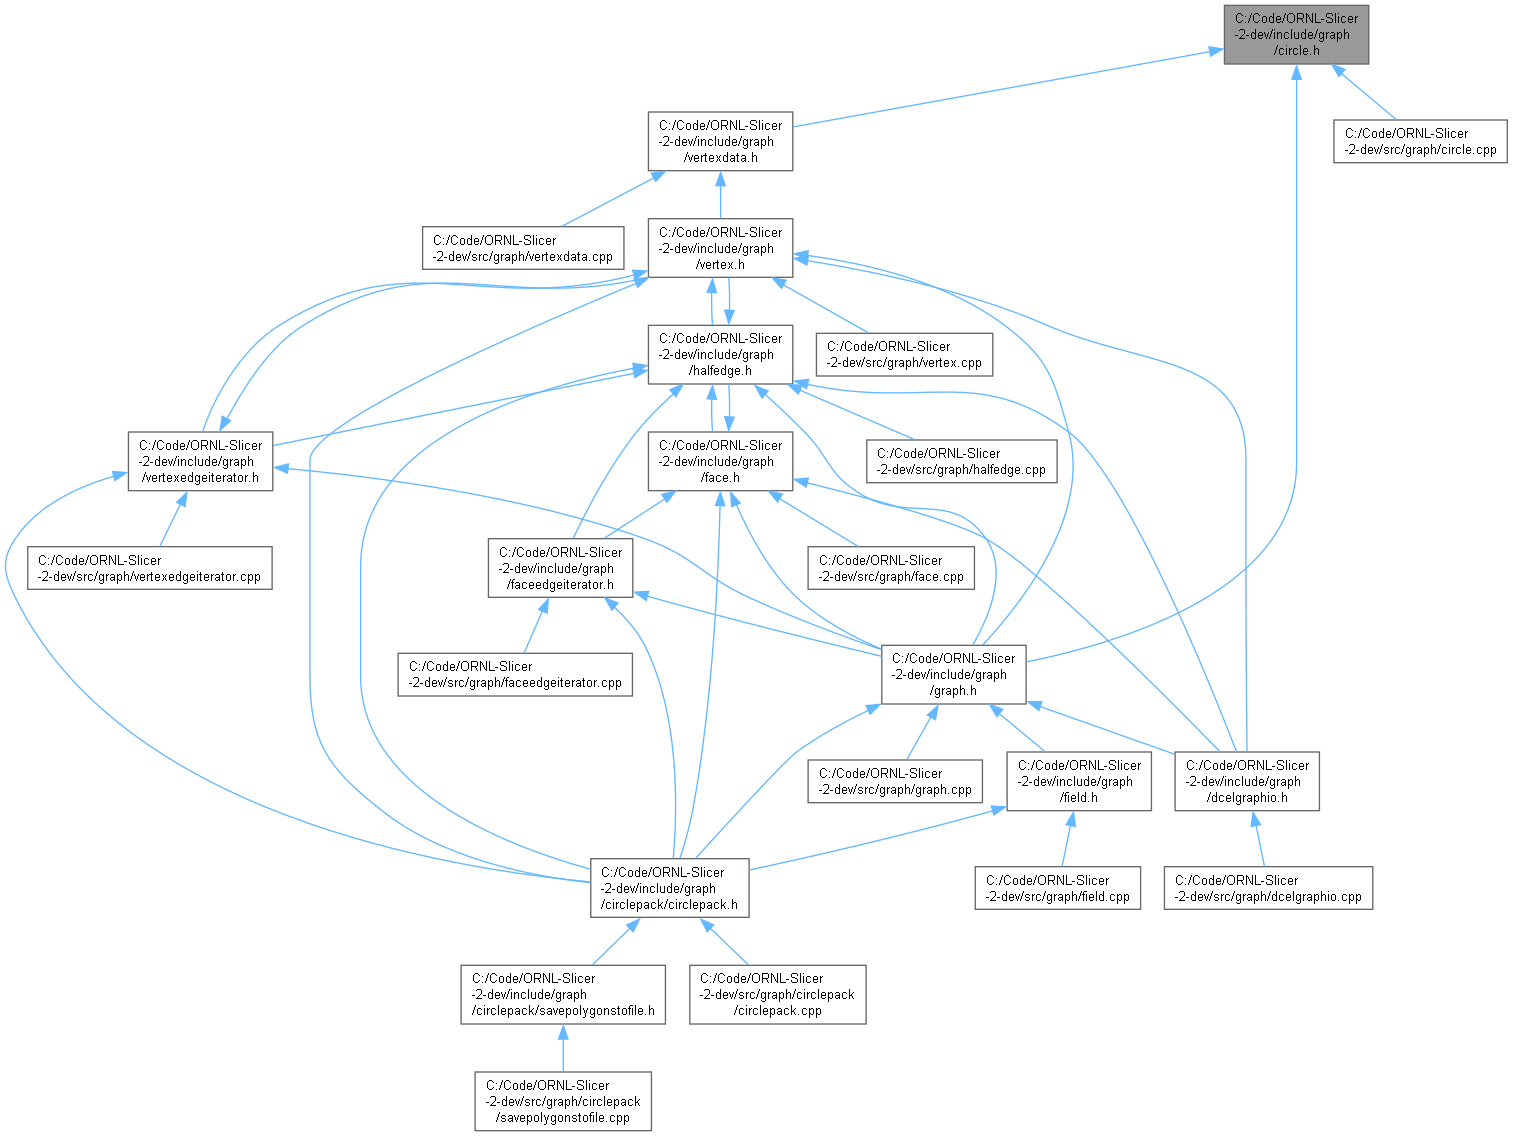 C:/Code/ORNL-Slicer
-2-dev/include/graph
/circle.h
C:/Code/ORNL-Slicer
-2-dev/include/graph
/vertexdata.h
C:/Code/ORNL-Slicer
-2-dev/src/graph/circle.cpp
C:/Code/ORNL-Slicer
-2-dev/src/graph/vertexdata.cpp
C:/Code/ORNL-Slicer
-2-dev/include/graph
/vertex.h
C:/Code/ORNL-Slicer
-2-dev/include/graph
/halfedge.h
C:/Code/ORNL-Slicer
-2-dev/src/graph/vertex.cpp
C:/Code/ORNL-Slicer
-2-dev/include/graph
/vertexedgeiterator.h
C:/Code/ORNL-Slicer
-2-dev/include/graph
/face.h
C:/Code/ORNL-Slicer
-2-dev/src/graph/halfedge.cpp
C:/Code/ORNL-Slicer
-2-dev/src/graph/vertexedgeiterator.cpp
C:/Code/ORNL-Slicer
-2-dev/include/graph
/faceedgeiterator.h
C:/Code/ORNL-Slicer
-2-dev/src/graph/face.cpp
C:/Code/ORNL-Slicer
-2-dev/src/graph/faceedgeiterator.cpp
C:/Code/ORNL-Slicer
-2-dev/include/graph
/graph.h
C:/Code/ORNL-Slicer
-2-dev/src/graph/graph.cpp
C:/Code/ORNL-Slicer
-2-dev/include/graph
/field.h
C:/Code/ORNL-Slicer
-2-dev/include/graph
/dcelgraphio.h
C:/Code/ORNL-Slicer
-2-dev/include/graph
/circlepack/circlepack.h
C:/Code/ORNL-Slicer
-2-dev/src/graph/field.cpp
C:/Code/ORNL-Slicer
-2-dev/src/graph/dcelgraphio.cpp
C:/Code/ORNL-Slicer
-2-dev/include/graph
/circlepack/savepolygonstofile.h
C:/Code/ORNL-Slicer
-2-dev/src/graph/circlepack
/circlepack.cpp
C:/Code/ORNL-Slicer
-2-dev/src/graph/circlepack
/savepolygonstofile.cpp